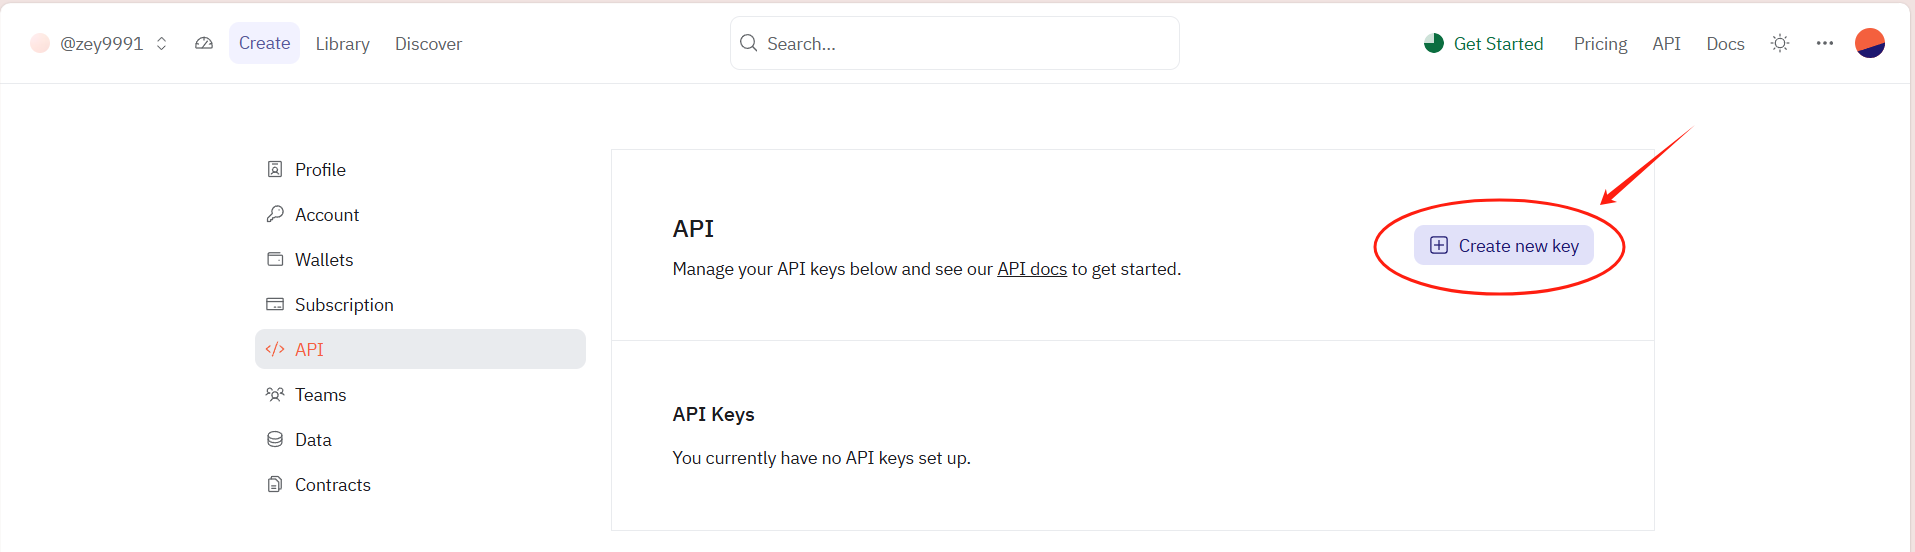 @zey9991 Create Library Discover Search... Get Started Pricing API Docs
Profile
Account
Wallets
Subscription
API
Teams
Data
Contracts
API
Create new key
Manage your API keys below and see our API docs to get started.
API Keys
You currently have no API keys set up.